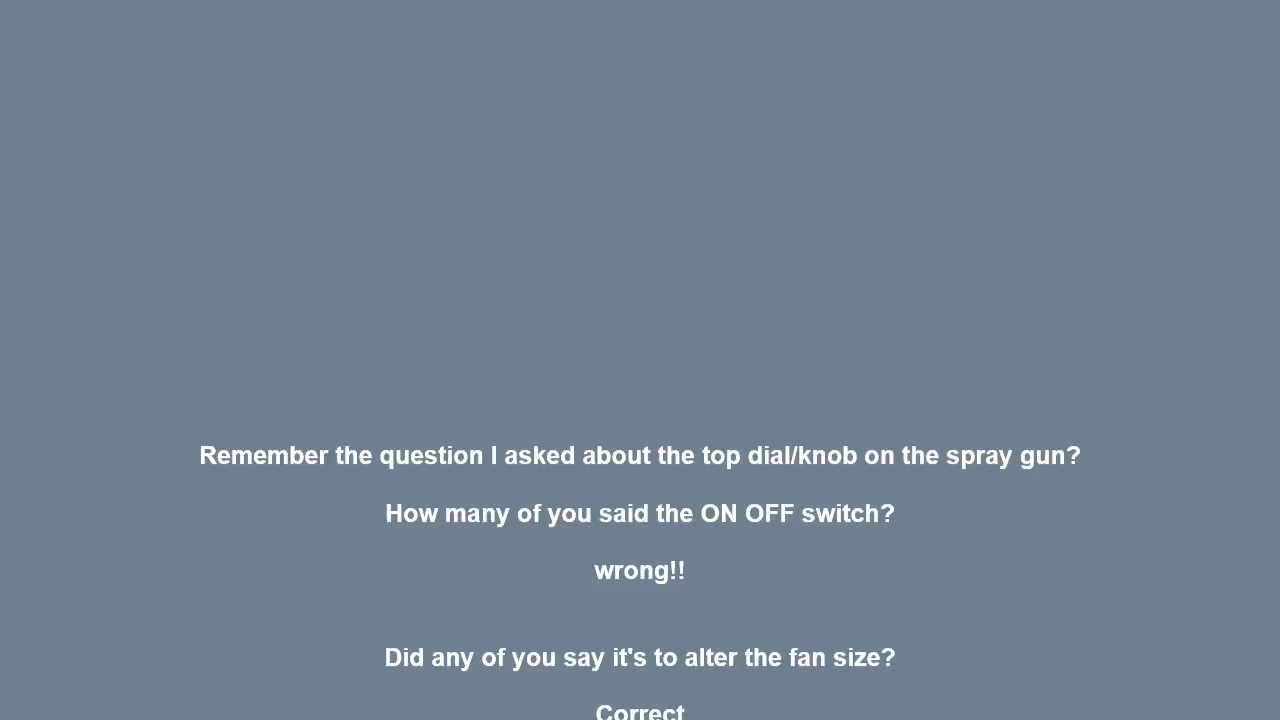 Remember the question I asked about the top dial/knob on the spray gun?
How many of you said the ON OFF switch?
wrong!!
Did any of you say it's to alter the fan size?
Correct